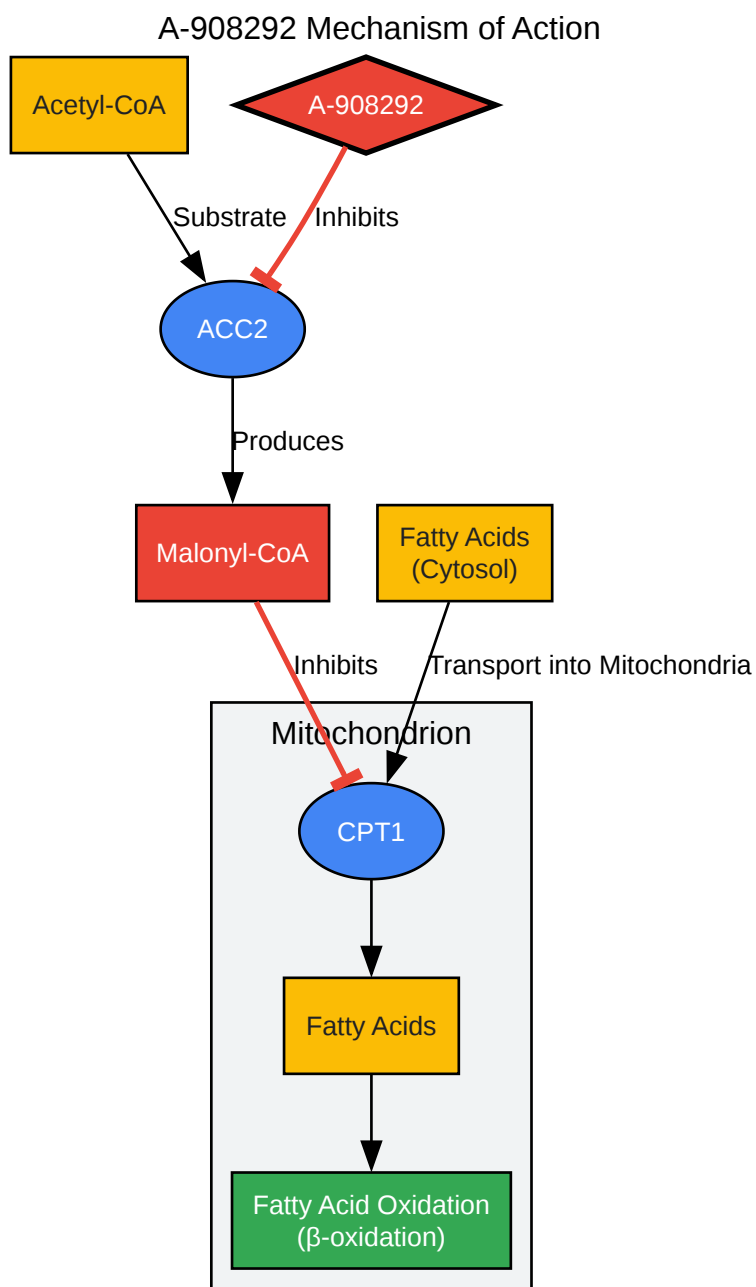 A-908292 Mechanism of Action
Acetyl-CoA
A-908292
Substrate
Inhibits
ACC2
Produces
Malonyl-CoA
Fatty Acids
(Cytosol)
Inhibits
Transport into Mitochondria
Mitochondrion
CPT1
Fatty Acids
Fatty Acid Oxidation
(β-oxidation)